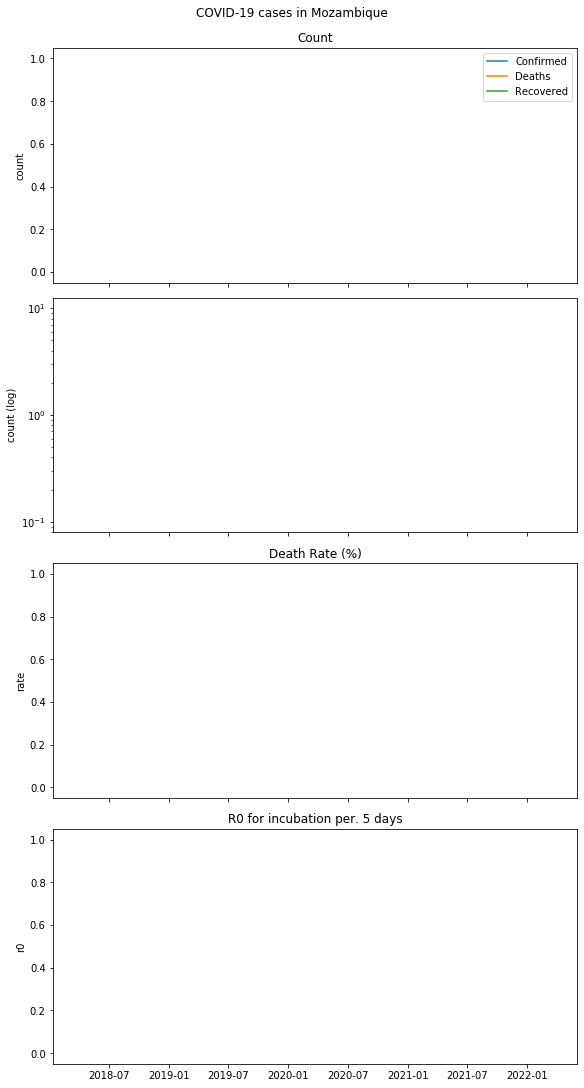 COVID-19 cases in Mozambique
Count
Confirmed
Deaths
Recovered
1.0
0.8
0.6
0.4
0.2
0.0
count
10¹
10⁰
10⁻¹
count (log)
Death Rate (%)
1.0
0.8
0.6
0.4
0.2
0.0
rate
R0 for incubation per. 5 days
1.0
0.8
0.6
0.4
0.2
0.0
r0
2018-07 2019-01 2019-07 2020-01 2020-07 2021-01 2021-07 2022-01